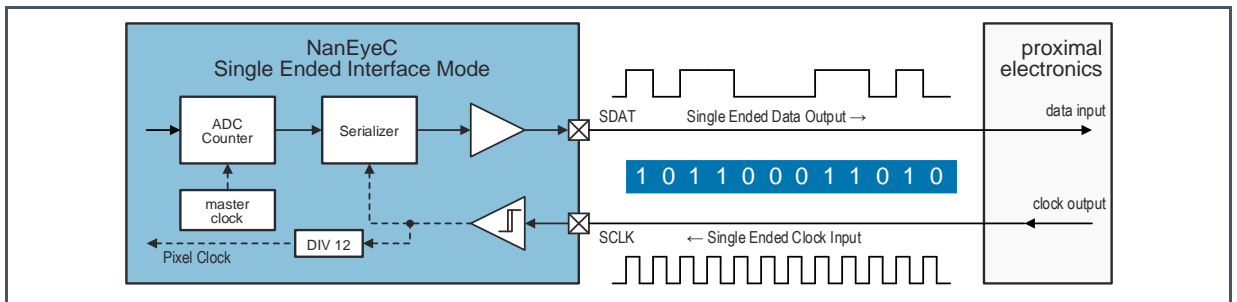 NanEyeC
Single Ended Interface Mode
proximal
electronics
ADC
Counter
Serializer
SDAT
Single Ended Data Output →
data input
1 0 1 1 0 0 0 1 1 0 1 0
master
clock
clock output
DIV 12
SCLK
← Single Ended Clock Input
Pixel Clock